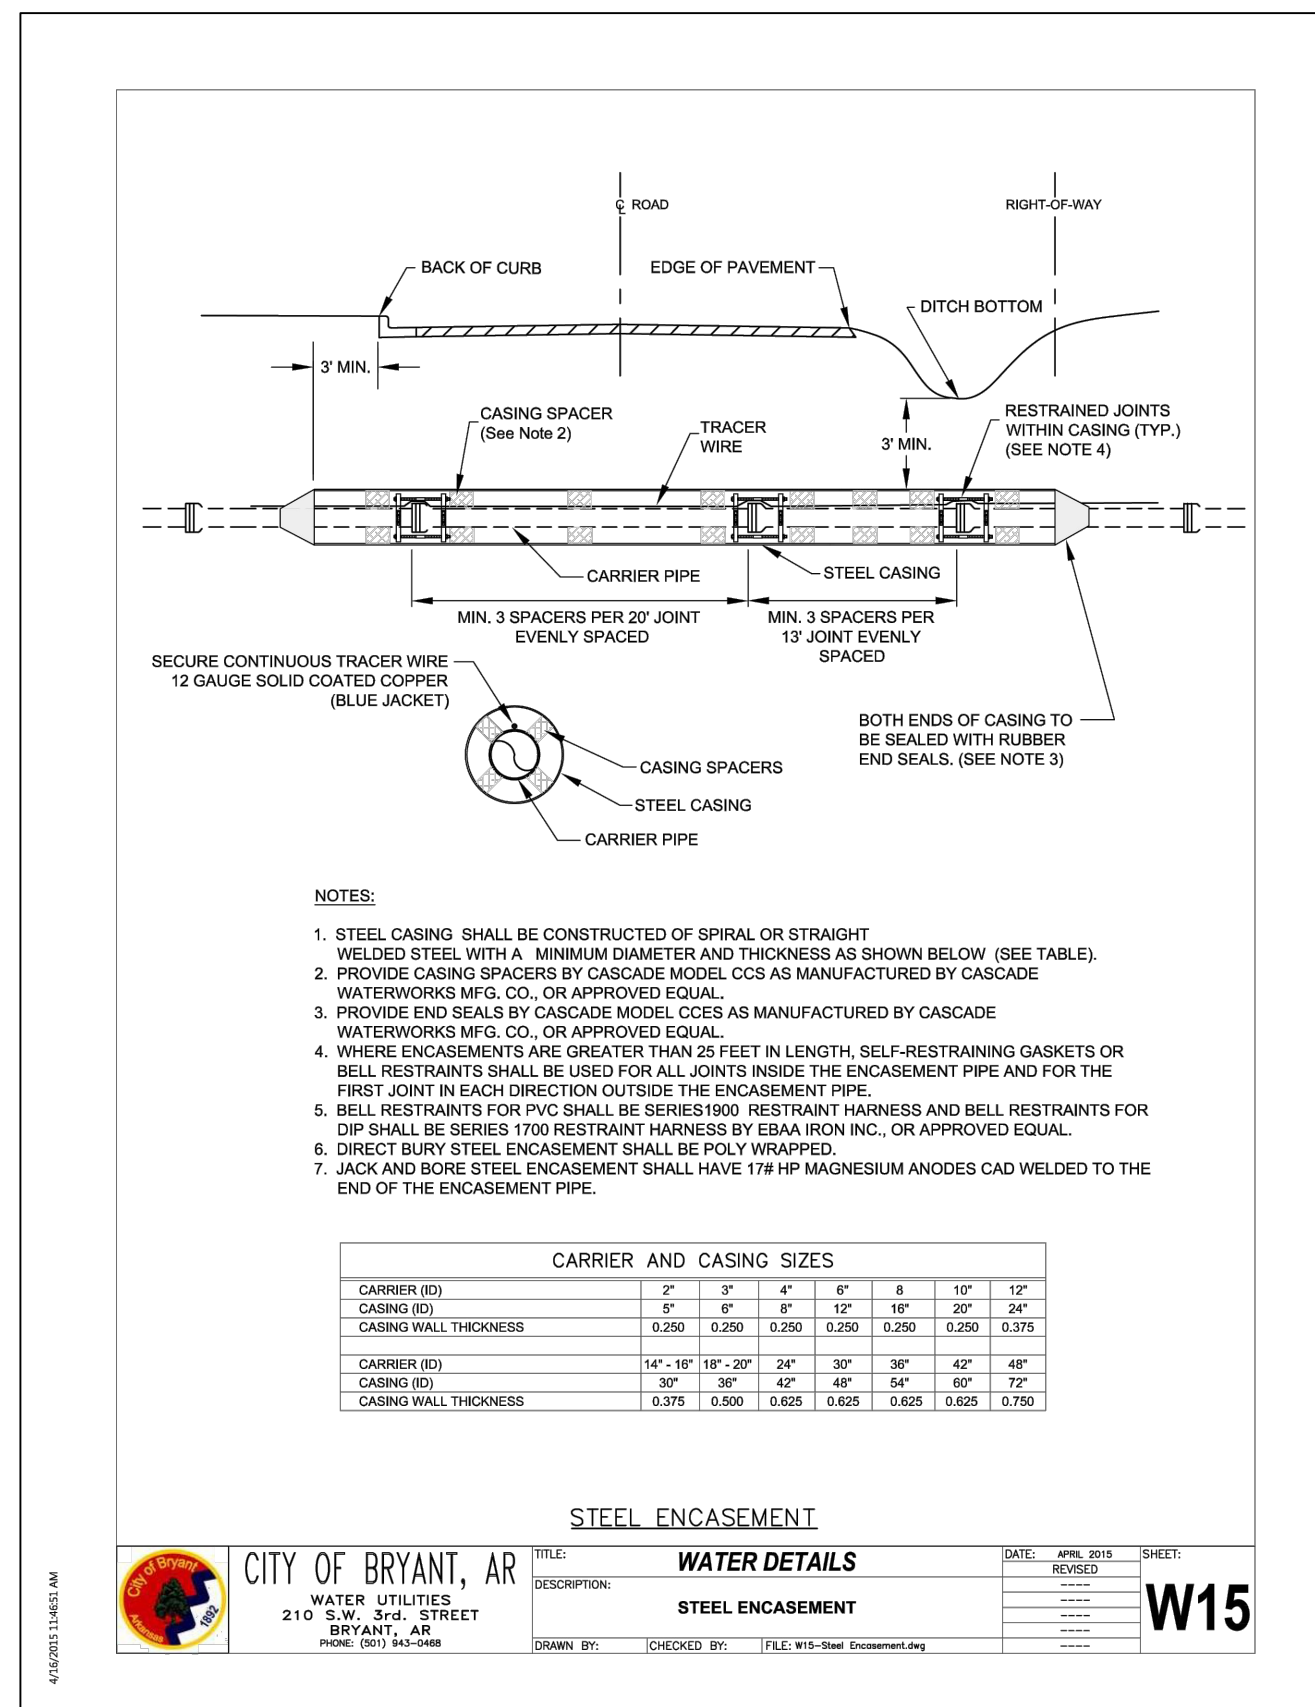 ℄ ROAD
RIGHT-OF-WAY
BACK OF CURB
EDGE OF PAVEMENT
DITCH BOTTOM
3' MIN.
CASING SPACER
(See Note 2)
TRACER
WIRE
3' MIN.
RESTRAINED JOINTS
WITHIN CASING (TYP.)
(SEE NOTE 4)
CARRIER PIPE
STEEL CASING
MIN. 3 SPACERS PER 20' JOINT
EVENLY SPACED
MIN. 3 SPACERS PER
13' JOINT EVENLY
SPACED
SECURE CONTINUOUS TRACER WIRE
12 GAUGE SOLID COATED COPPER
(BLUE JACKET)
BOTH ENDS OF CASING TO
BE SEALED WITH RUBBER
END SEALS. (SEE NOTE 3)
CASING SPACERS
STEEL CASING
CARRIER PIPE
NOTES:
1. STEEL CASING SHALL BE CONSTRUCTED OF SPIRAL OR STRAIGHT
WELDED STEEL WITH A MINIMUM DIAMETER AND THICKNESS AS SHOWN BELOW (SEE TABLE).
2. PROVIDE CASING SPACERS BY CASCADE MODEL CCS AS MANUFACTURED BY CASCADE
WATERWORKS MFG. CO., OR APPROVED EQUAL.
3. PROVIDE END SEALS BY CASCADE MODEL CCES AS MANUFACTURED BY CASCADE
WATERWORKS MFG. CO., OR APPROVED EQUAL.
4. WHERE ENCASEMENTS ARE GREATER THAN 25 FEET IN LENGTH, SELF-RESTRAINING GASKETS OR
BELL RESTRAINTS SHALL BE USED FOR ALL JOINTS INSIDE THE ENCASEMENT PIPE AND FOR THE
FIRST JOINT IN EACH DIRECTION OUTSIDE THE ENCASEMENT PIPE.
5. BELL RESTRAINTS FOR PVC SHALL BE SERIES1900 RESTRAINT HARNESS AND BELL RESTRAINTS FOR
DIP SHALL BE SERIES 1700 RESTRAINT HARNESS BY EBAA IRON INC., OR APPROVED EQUAL.
6. DIRECT BURY STEEL ENCASEMENT SHALL BE POLY WRAPPED.
7. JACK AND BORE STEEL ENCASEMENT SHALL HAVE 17# HP MAGNESIUM ANODES CAD WELDED TO THE
END OF THE ENCASEMENT PIPE.
CARRIER AND CASING SIZES
CARRIER (ID) 2" 3" 4" 6" 8 10" 12"
CASING (ID) 5" 6" 8" 12" 16" 20" 24"
CASING WALL THICKNESS 0.250 0.250 0.250 0.250 0.250 0.250 0.375
CARRIER (ID) 14" - 16" 18" - 20" 24" 30" 36" 42" 48"
CASING (ID) 30" 36" 42" 48" 54" 60" 72"
CASING WALL THICKNESS 0.375 0.500 0.625 0.625 0.625 0.625 0.750
STEEL ENCASEMENT
City of Bryant
Arkansas
1892
CITY OF BRYANT, AR
WATER UTILITIES
210 S.W. 3rd. STREET
BRYANT, AR
PHONE: (501) 943-0468
TITLE:
WATER DETAILS
DESCRIPTION:
STEEL ENCASEMENT
DRAWN BY:
CHECKED BY:
FILE: W15-Steel Encasement.dwg
DATE: APRIL 2015
REVISED
----
----
----
----
----
SHEET:
W15
4/16/2015 11:46:51 AM